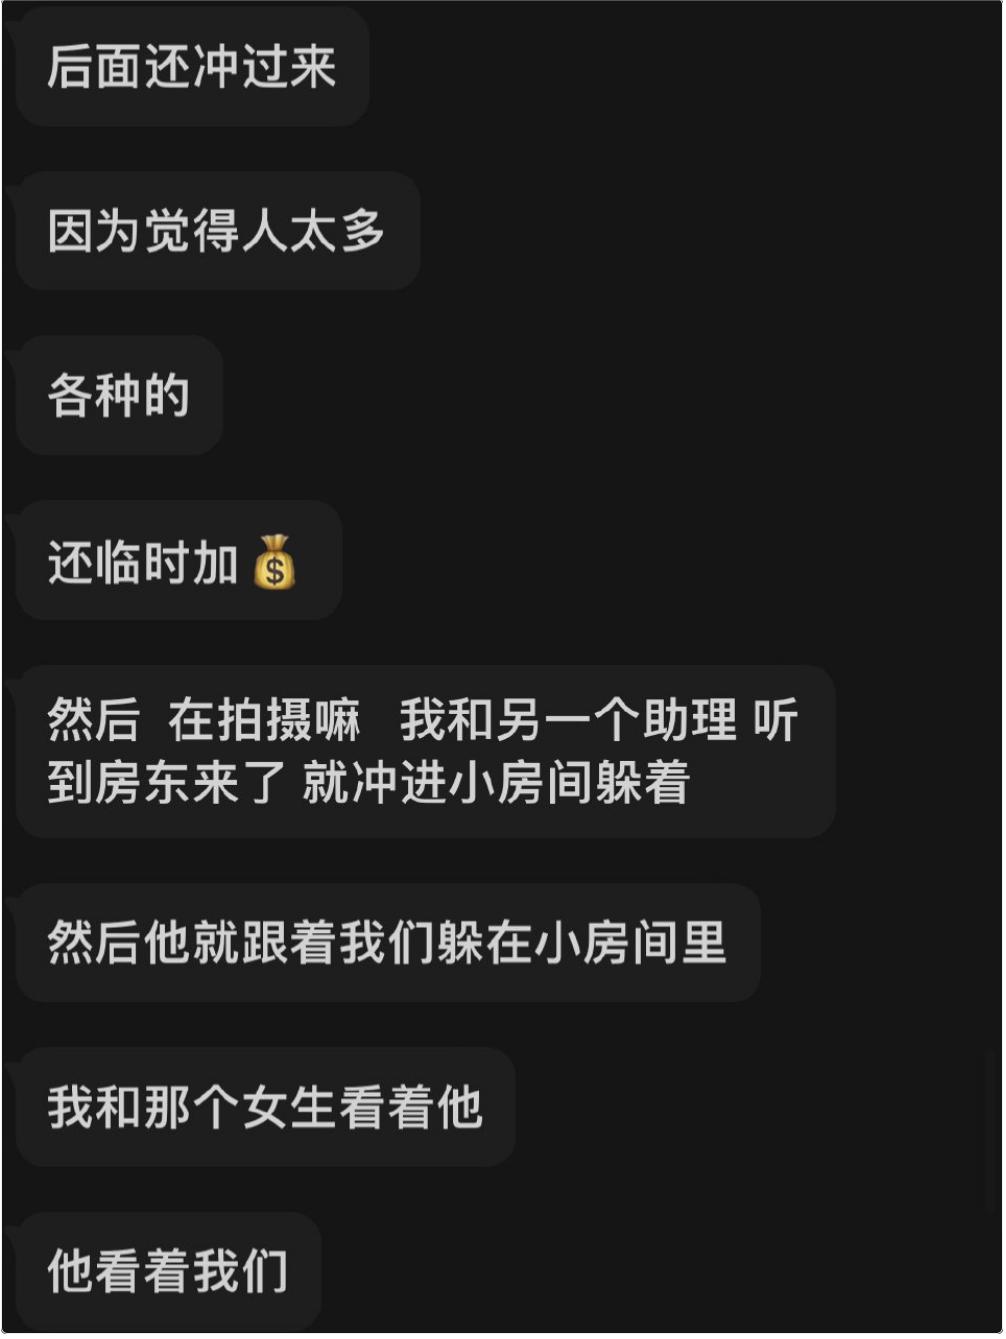 后面还冲过来
因为觉得人太多
各种的
还临时加💰
然后 在拍摄嘛 我和另一个助理 听
到房东来了 就冲进小房间躲着
然后他就跟着我们躲在小房间里
我和那个女生看着他
他看着我们